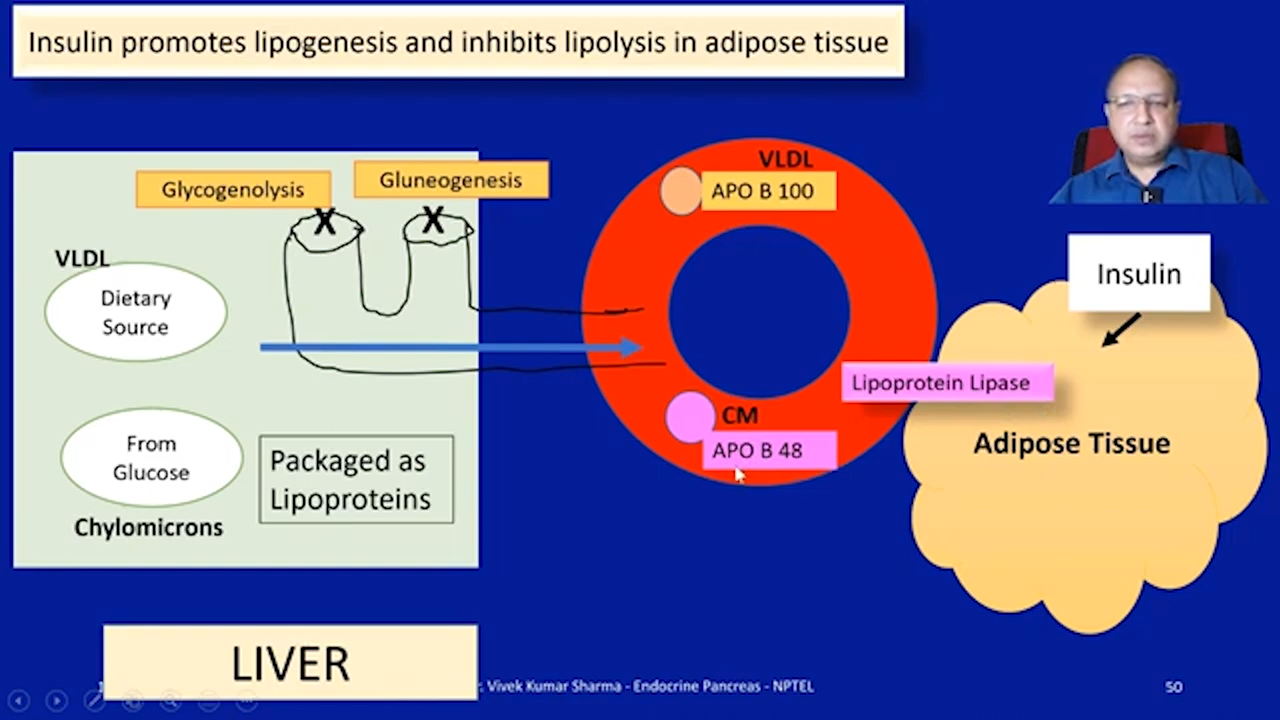 Insulin promotes lipogenesis and inhibits lipolysis in adipose tissue
Glycogenolysis
Gluneogenesis
X
X
VLDL
Dietary
Source
From
Glucose
Chylomicrons
Packaged as
Lipoproteins
LIVER
VLDL
APO B 100
CM
APO B 48
Insulin
Lipoprotein Lipase
Adipose Tissue
Vivek Kumar Sharma - Endocrine Pancreas - NPTEL
50